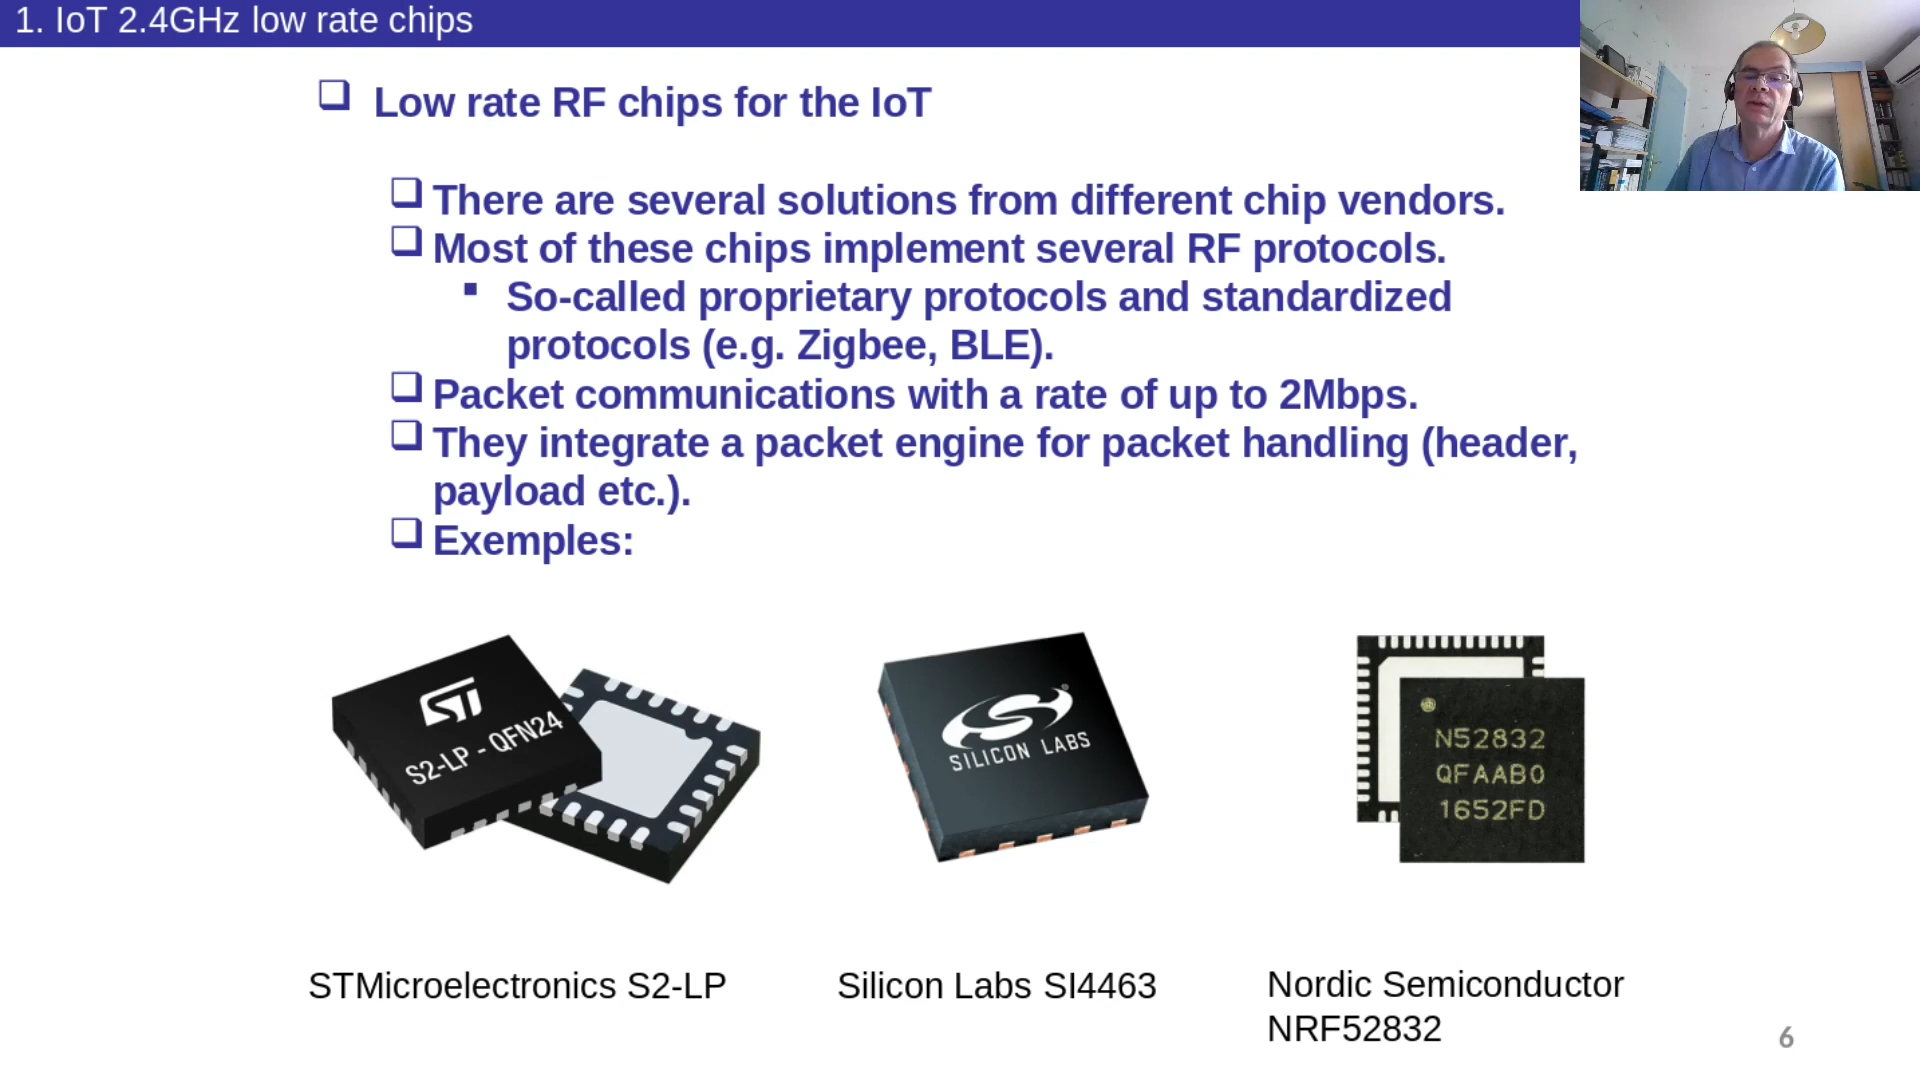 1. IoT 2.4GHz low rate chips
Low rate RF chips for the IoT
There are several solutions from different chip vendors.
Most of these chips implement several RF protocols.
So-called proprietary protocols and standardized
protocols (e.g. Zigbee, BLE).
Packet communications with a rate of up to 2Mbps.
They integrate a packet engine for packet handling (header,
payload etc.).
Exemples:
ST
S2-LP - QFN24
SILICON LABS
N52832
QFAAB0
1652FD
STMicroelectronics S2-LP
Silicon Labs SI4463
Nordic Semiconductor
NRF52832
6